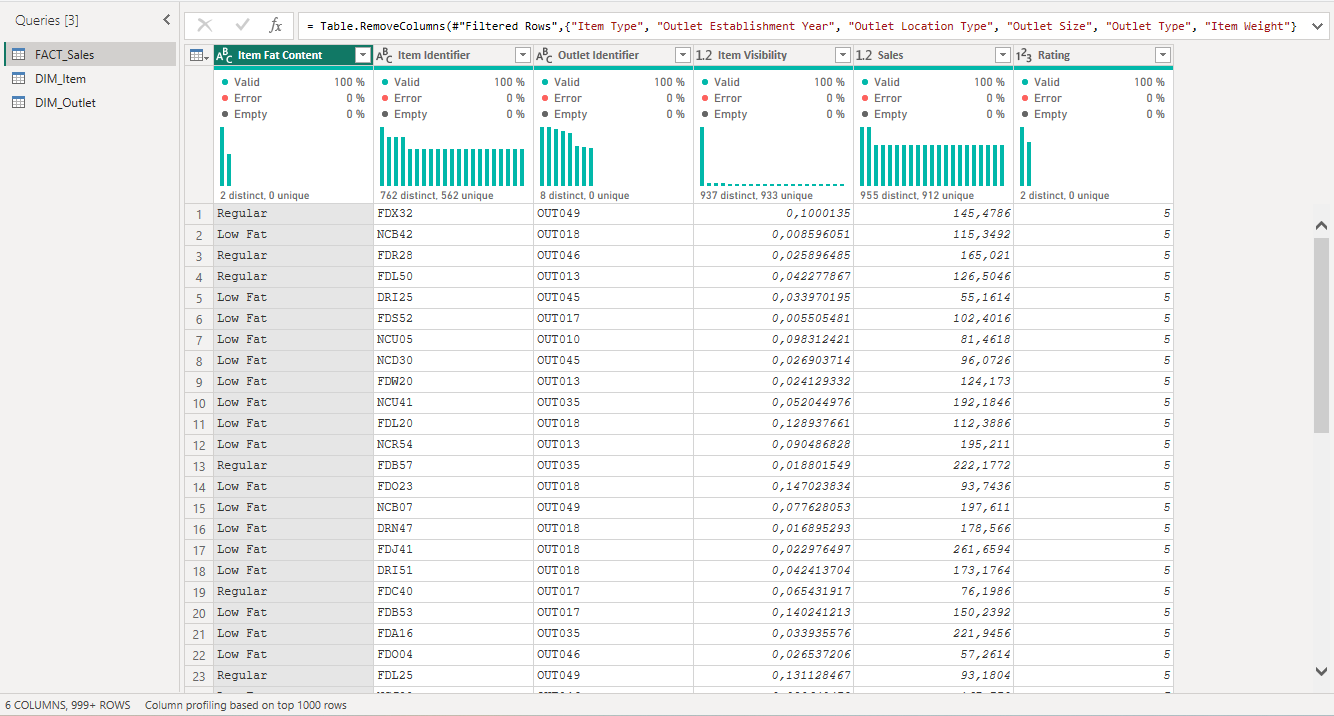 Queries [3]
FACT_Sales
DIM_Item
DIM_Outlet
fx = Table.RemoveColumns(#"Filtered Rows",{"Item Type", "Outlet Establishment Year", "Outlet Location Type", "Outlet Size", "Outlet Type", "Item Weight"}
ABC Item Fat Content ABC Item Identifier ABC Outlet Identifier 1.2 Item Visibility 1.2 Sales 123 Rating
Valid 100 % Valid 100 % Valid 100 % Valid 100 % Valid 100 % Valid 100 %
Error 0 % Error 0 % Error 0 % Error 0 % Error 0 % Error 0 %
Empty 0 % Empty 0 % Empty 0 % Empty 0 % Empty 0 % Empty 0 %
2 distinct, 0 unique 762 distinct, 562 unique 8 distinct, 0 unique 937 distinct, 933 unique 955 distinct, 912 unique 2 distinct, 0 unique
1 Regular FDX32 OUT049 0,1000135 145,4786 5
2 Low Fat NCB42 OUT018 0,008596051 115,3492 5
3 Regular FDR28 OUT046 0,025896485 165,021 5
4 Regular FDL50 OUT013 0,042277867 126,5046 5
5 Low Fat DRI25 OUT045 0,033970195 55,1614 5
6 Low Fat FDS52 OUT017 0,005505481 102,4016 5
7 Low Fat NCU05 OUT010 0,098312421 81,4618 5
8 Low Fat NCD30 OUT045 0,026903714 96,0726 5
9 Low Fat FDW20 OUT013 0,024129332 124,173 5
10 Low Fat NCU41 OUT035 0,052044976 192,1846 5
11 Low Fat FDL20 OUT018 0,128937661 112,3886 5
12 Low Fat NCR54 OUT013 0,090486828 195,211 5
13 Regular FDB57 OUT035 0,018801549 222,1772 5
14 Low Fat FDO23 OUT018 0,147023834 93,7436 5
15 Low Fat NCB07 OUT049 0,077628053 197,611 5
16 Low Fat DRN47 OUT018 0,016895293 178,566 5
17 Low Fat FDJ41 OUT018 0,022976497 261,6594 5
18 Low Fat DRI51 OUT018 0,042413704 173,1764 5
19 Regular FDC40 OUT017 0,065431917 76,1986 5
20 Low Fat FDB53 OUT017 0,140241213 150,2392 5
21 Low Fat FDA16 OUT035 0,033935576 221,9456 5
22 Low Fat FDO04 OUT046 0,026537206 57,2614 5
23 Regular FDL25 OUT049 0,131128467 93,1804 5
6 COLUMNS, 999+ ROWS Column profiling based on top 1000 rows